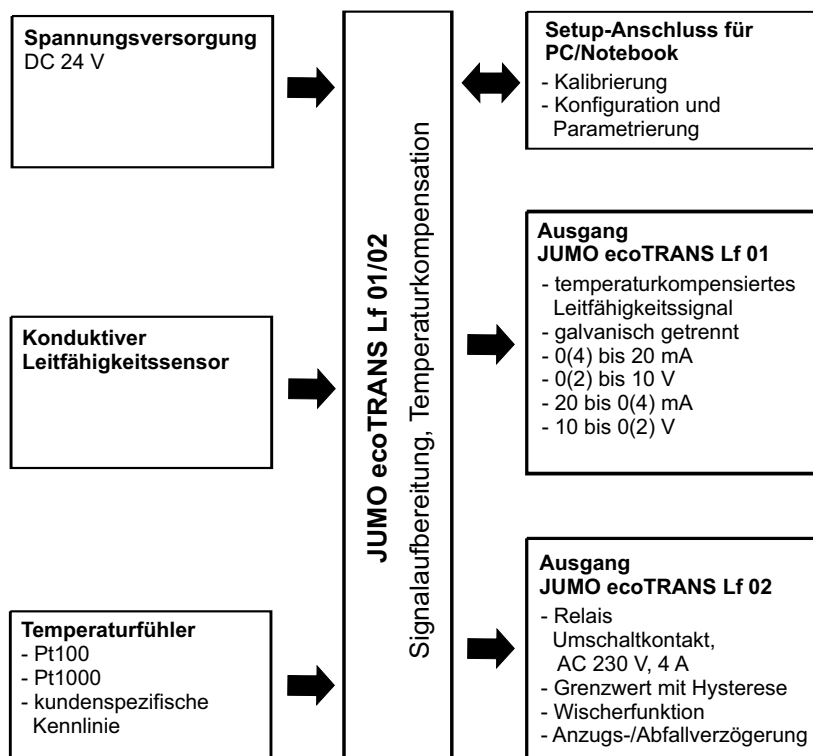 Spannungsversorgung
DC 24 V
Konduktiver
Leitfähigkeitssensor
Temperaturfühler
- Pt100
- Pt1000
- kundenspezifische
Kennlinie
JUMO ecoTRANS Lf 01/02
Signalaufbereitung, Temperaturkompensation
Setup-Anschluss für
PC/Notebook
- Kalibrierung
- Konfiguration und
Parametrierung
Ausgang
JUMO ecoTRANS Lf 01
- temperaturkompensiertes
Leitfähigkeitssignal
- galvanisch getrennt
- 0(4) bis 20 mA
- 0(2) bis 10 V
- 20 bis 0(4) mA
- 10 bis 0(2) V
Ausgang
JUMO ecoTRANS Lf 02
- Relais
Umschaltkontakt,
AC 230 V, 4 A
- Grenzwert mit Hysterese
- Wischerfunktion
- Anzugs-/Abfallverzögerung